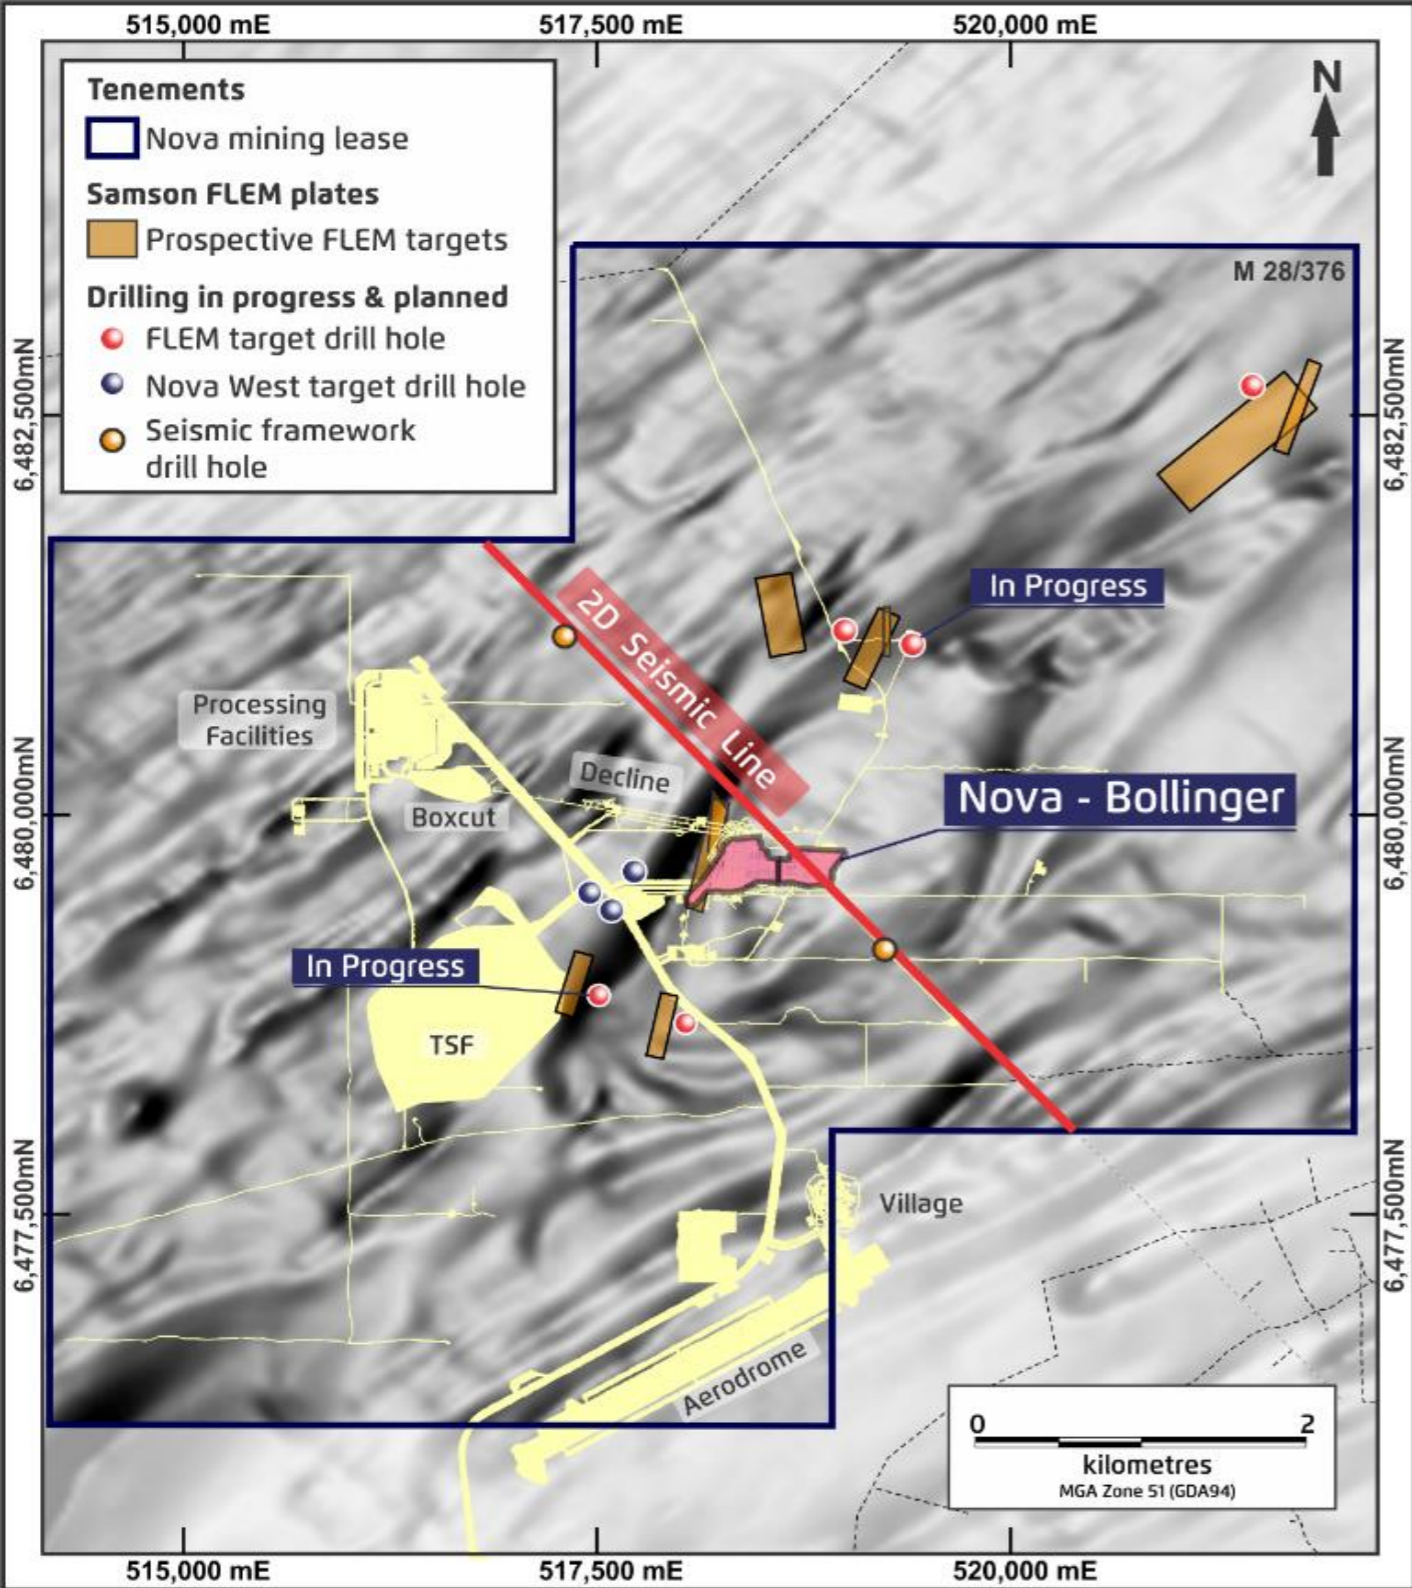 515,000 mE
517,500 mE
520,000 mE
Tenements
Nova mining lease
Samson FLEM plates
Prospective FLEM targets
Drilling in progress & planned
FLEM target drill hole
Nova West target drill hole
Seismic framework
drill hole
N
M 28/376
6,482,500mN
6,482,500mN
In Progress
2D Seismic Line
Processing
Facilities
Decline
Boxcut
Nova - Bollinger
6,480,000mN
6,480,000mN
In Progress
TSF
Village
6,477,500mN
6,477,500mN
Aerodrome
0
2
kilometres
MGA Zone 51 (GDA94)
515,000 mE
517,500 mE
520,000 mE